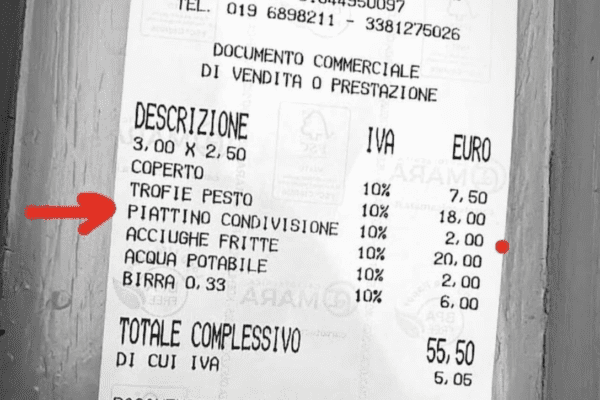 TEL. 019 6898211 - 3381275026
DOCUMENTO COMMERCIALE
DI VENDITA O PRESTAZIONE
DESCRIZIONE IVA EURO
3,00 X 2,50
COPERTO 10% 7,50
TROFIE PESTO 10% 18,00
PIATTINO CONDIVISIONE 10% 2,00
ACCIUGHE FRITTE 10% 20,00
ACQUA POTABILE 10% 2,00
BIRRA 0,33 10% 6,00
TOTALE COMPLESSIVO 55,50
DI CUI IVA 5,05